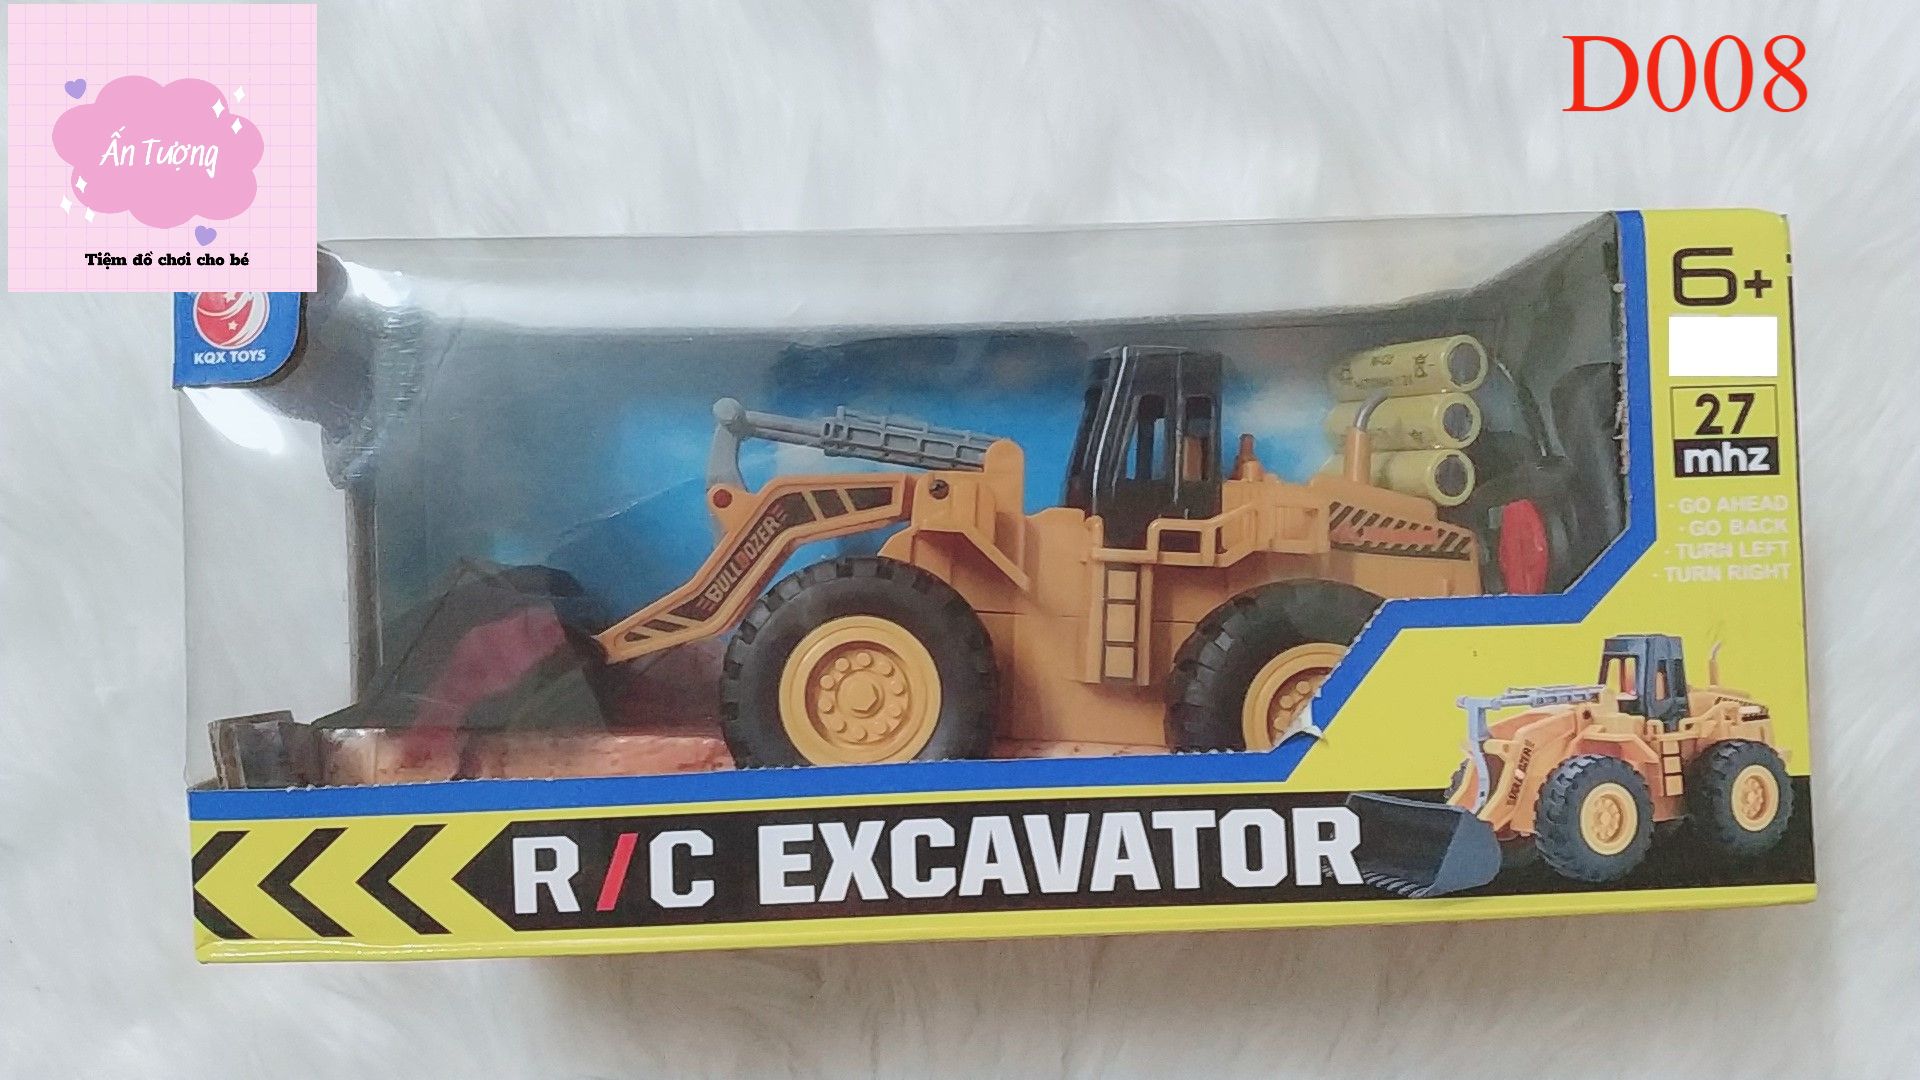 D008
Ấn Tượng
Tiệm đồ chơi cho bé
KQX TOYS
6+
27
mhz
- GO AHEAD
- GO BACK
- TURN LEFT
- TURN RIGHT
BULLDOZER
R/C EXCAVATOR